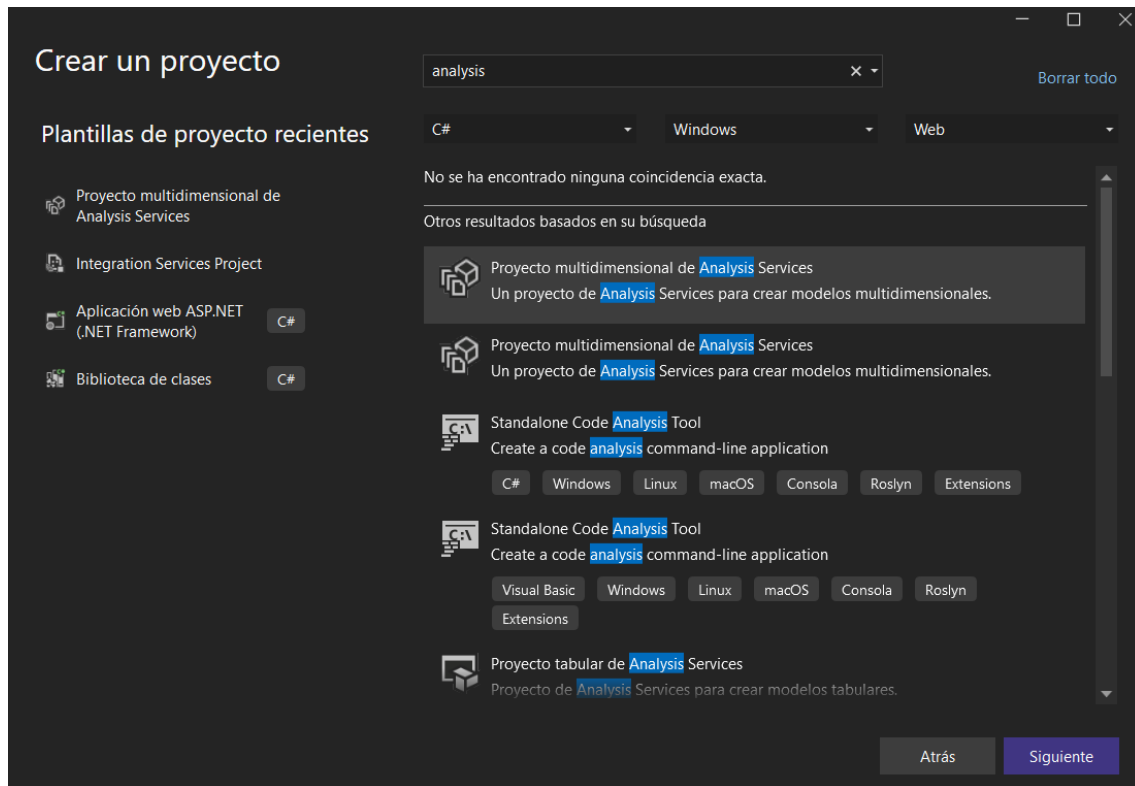 Crear un proyecto
analysis
Borrar todo
Plantillas de proyecto recientes
C#
Windows
Web
Proyecto multidimensional de
Analysis Services
Integration Services Project
Aplicación web ASP.NET
(.NET Framework)
C#
Biblioteca de clases
C#
No se ha encontrado ninguna coincidencia exacta.
Otros resultados basados en su búsqueda
Proyecto multidimensional de Analysis Services
Un proyecto de Analysis Services para crear modelos multidimensionales.
Proyecto multidimensional de Analysis Services
Un proyecto de Analysis Services para crear modelos multidimensionales.
C:\
Standalone Code Analysis Tool
Create a code analysis command-line application
C# Windows Linux macOS Consola Roslyn Extensions
C:\
Standalone Code Analysis Tool
Create a code analysis command-line application
Visual Basic Windows Linux macOS Consola Roslyn
Extensions
Proyecto tabular de Analysis Services
Proyecto de Analysis Services para crear modelos tabulares.
Atrás
Siguiente